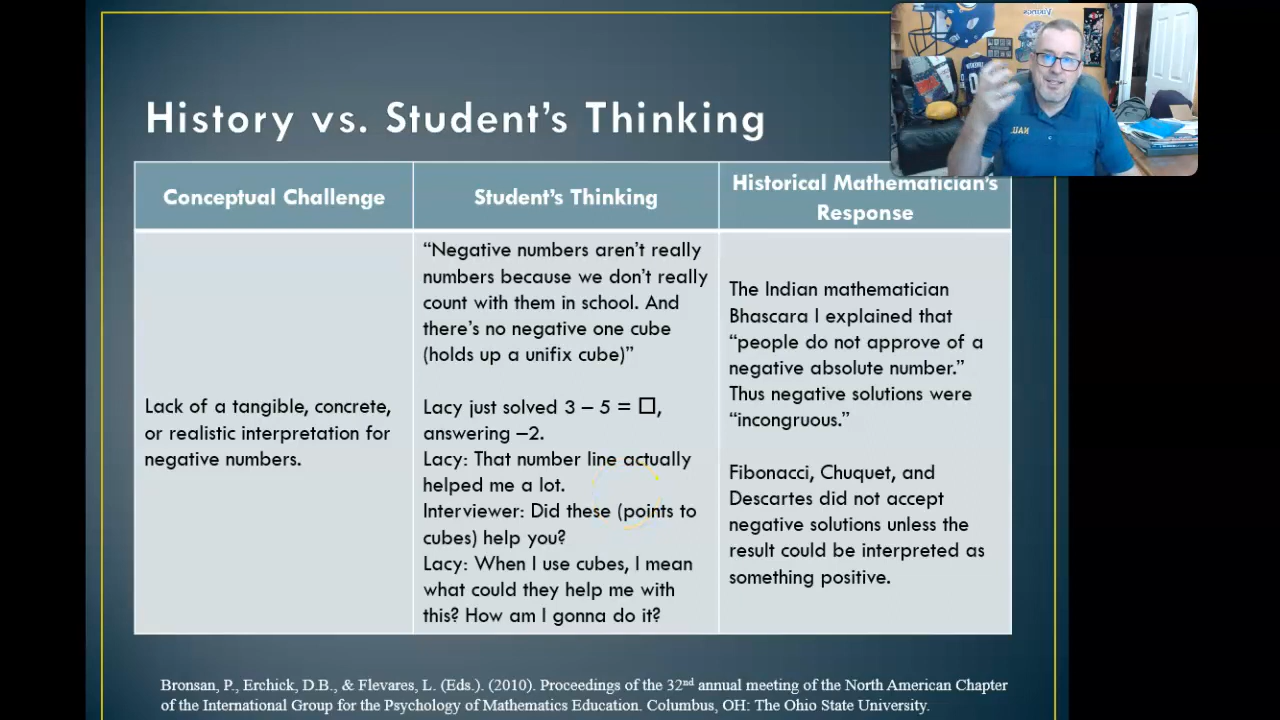 History vs. Student's Thinking
Conceptual Challenge
Student's Thinking
Historical Mathematician's
Response
Lack of a tangible, concrete,
or realistic interpretation for
negative numbers.
“Negative numbers aren't really
numbers because we don't really
count with them in school. And
there's no negative one cube
(holds up a unifix cube)”
Lacy just solved 3 – 5 = □,
answering –2.
Lacy: That number line actually
helped me a lot.
Interviewer: Did these (points to
cubes) help you?
Lacy: When I use cubes, I mean
what could they help me with
this? How am I gonna do it?
The Indian mathematician
Bhascara I explained that
“people do not approve of a
negative absolute number.”
Thus negative solutions were
“incongruous.”
Fibonacci, Chuquet, and
Descartes did not accept
negative solutions unless the
result could be interpreted as
something positive.
Bronsan, P., Erchick, D.B., & Flevares, L. (Eds.). (2010). Proceedings of the 32nd annual meeting of the North American Chapter
of the International Group for the Psychology of Mathematics Education. Columbus, OH: The Ohio State University.